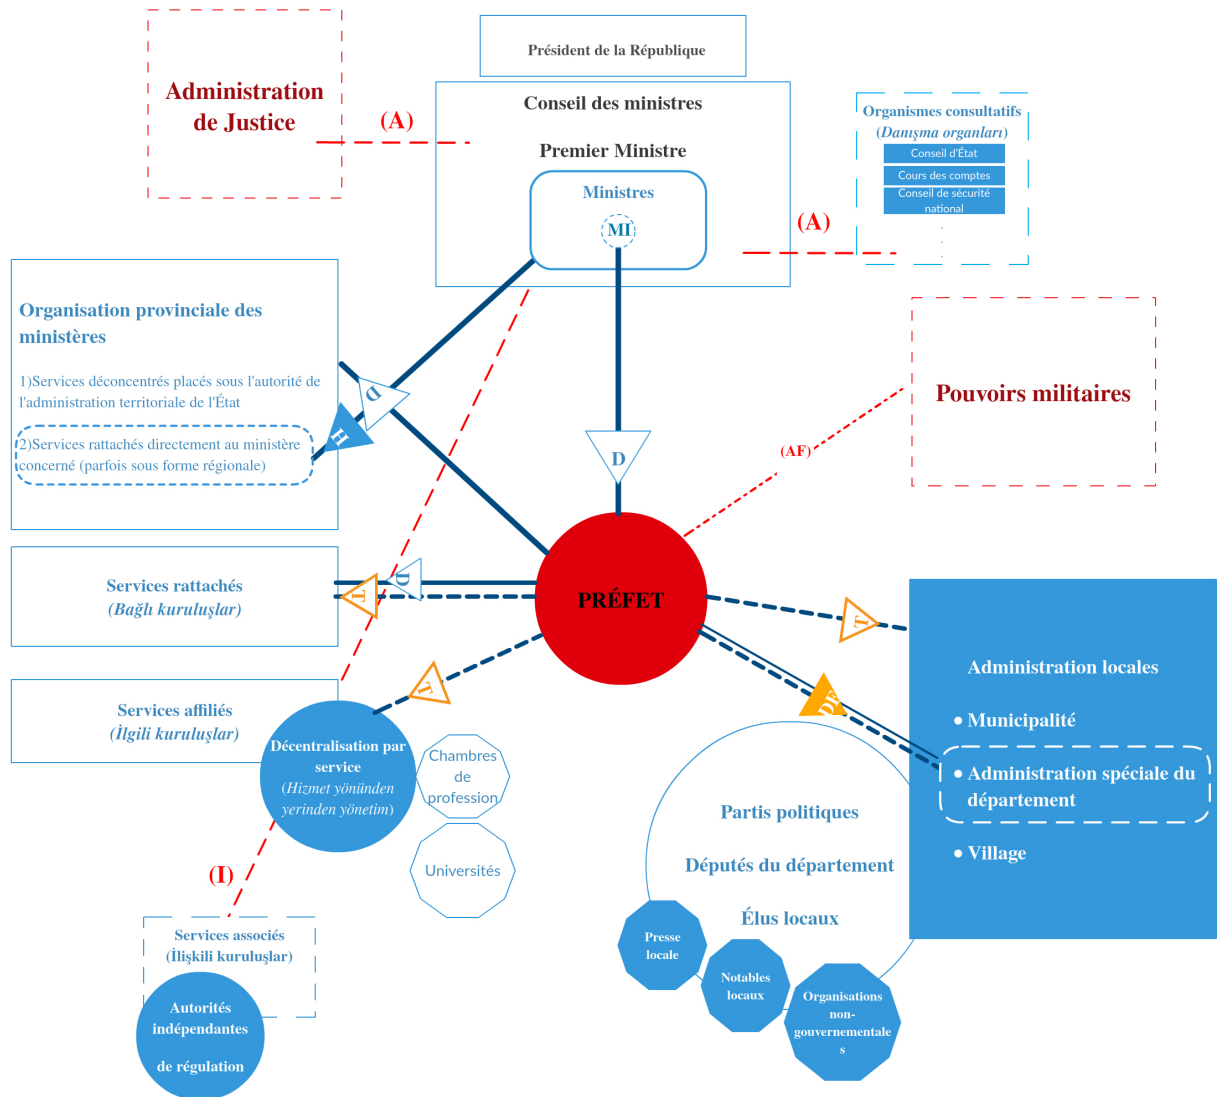 Président de la République
Administration
de Justice
(A)
Conseil des ministres
Premier Ministre
Ministres
MI
(A)
Organismes consultatifs
(Danışma organları)
Conseil d'État
Cours des comptes
Conseil de sécurité
national
Organisation provinciale des
ministères
1)Services déconcentrés placés sous l'autorité de
l'administration territoriale de l'État
2)Services rattachés directement au ministère
concerné (parfois sous forme régionale)
D
H
D
(AF)
Pouvoirs militaires
Services rattachés
(Bağlı kuruluşlar)
D
T
PRÉFET
T
T
DF
Services affiliés
(İlgili kuruluşlar)
Décentralisation par
service
(Hizmet yönünden
yerinden yönetim)
Chambres
de
profession
Universités
(I)
Services associés
(İlişkili kuruluşlar)
Autorités
indépendantes
de régulation
Administration locales
• Municipalité
• Administration spéciale du
département
• Village
Partis politiques
Députés du département
Élus locaux
Presse
locale
Notables
locaux
Organisations
non-
gouvernementale
s